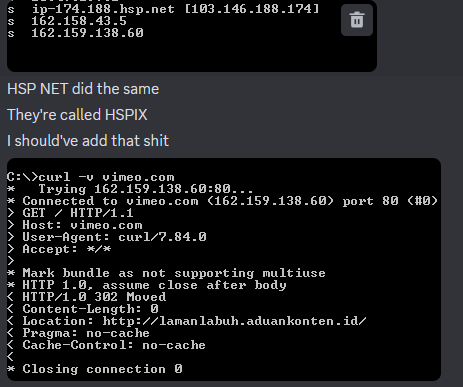 s  ip-174.188.hsp.net [103.146.188.174]
s  162.158.43.5
s  162.159.138.60
HSP NET did the same
They're called HSPIX
I should've add that shit
C:\>curl -v vimeo.com
*   Trying 162.159.138.60:80...
* Connected to vimeo.com (162.159.138.60) port 80 (#0)
> GET / HTTP/1.1
> Host: vimeo.com
> User-Agent: curl/7.84.0
> Accept: */*
>
* Mark bundle as not supporting multiuse
* HTTP 1.0, assume close after body
< HTTP/1.0 302 Moved
< Content-Length: 0
< Location: http://lamanlabuh.aduankonten.id/
< Pragma: no-cache
< Cache-Control: no-cache
<
* Closing connection 0